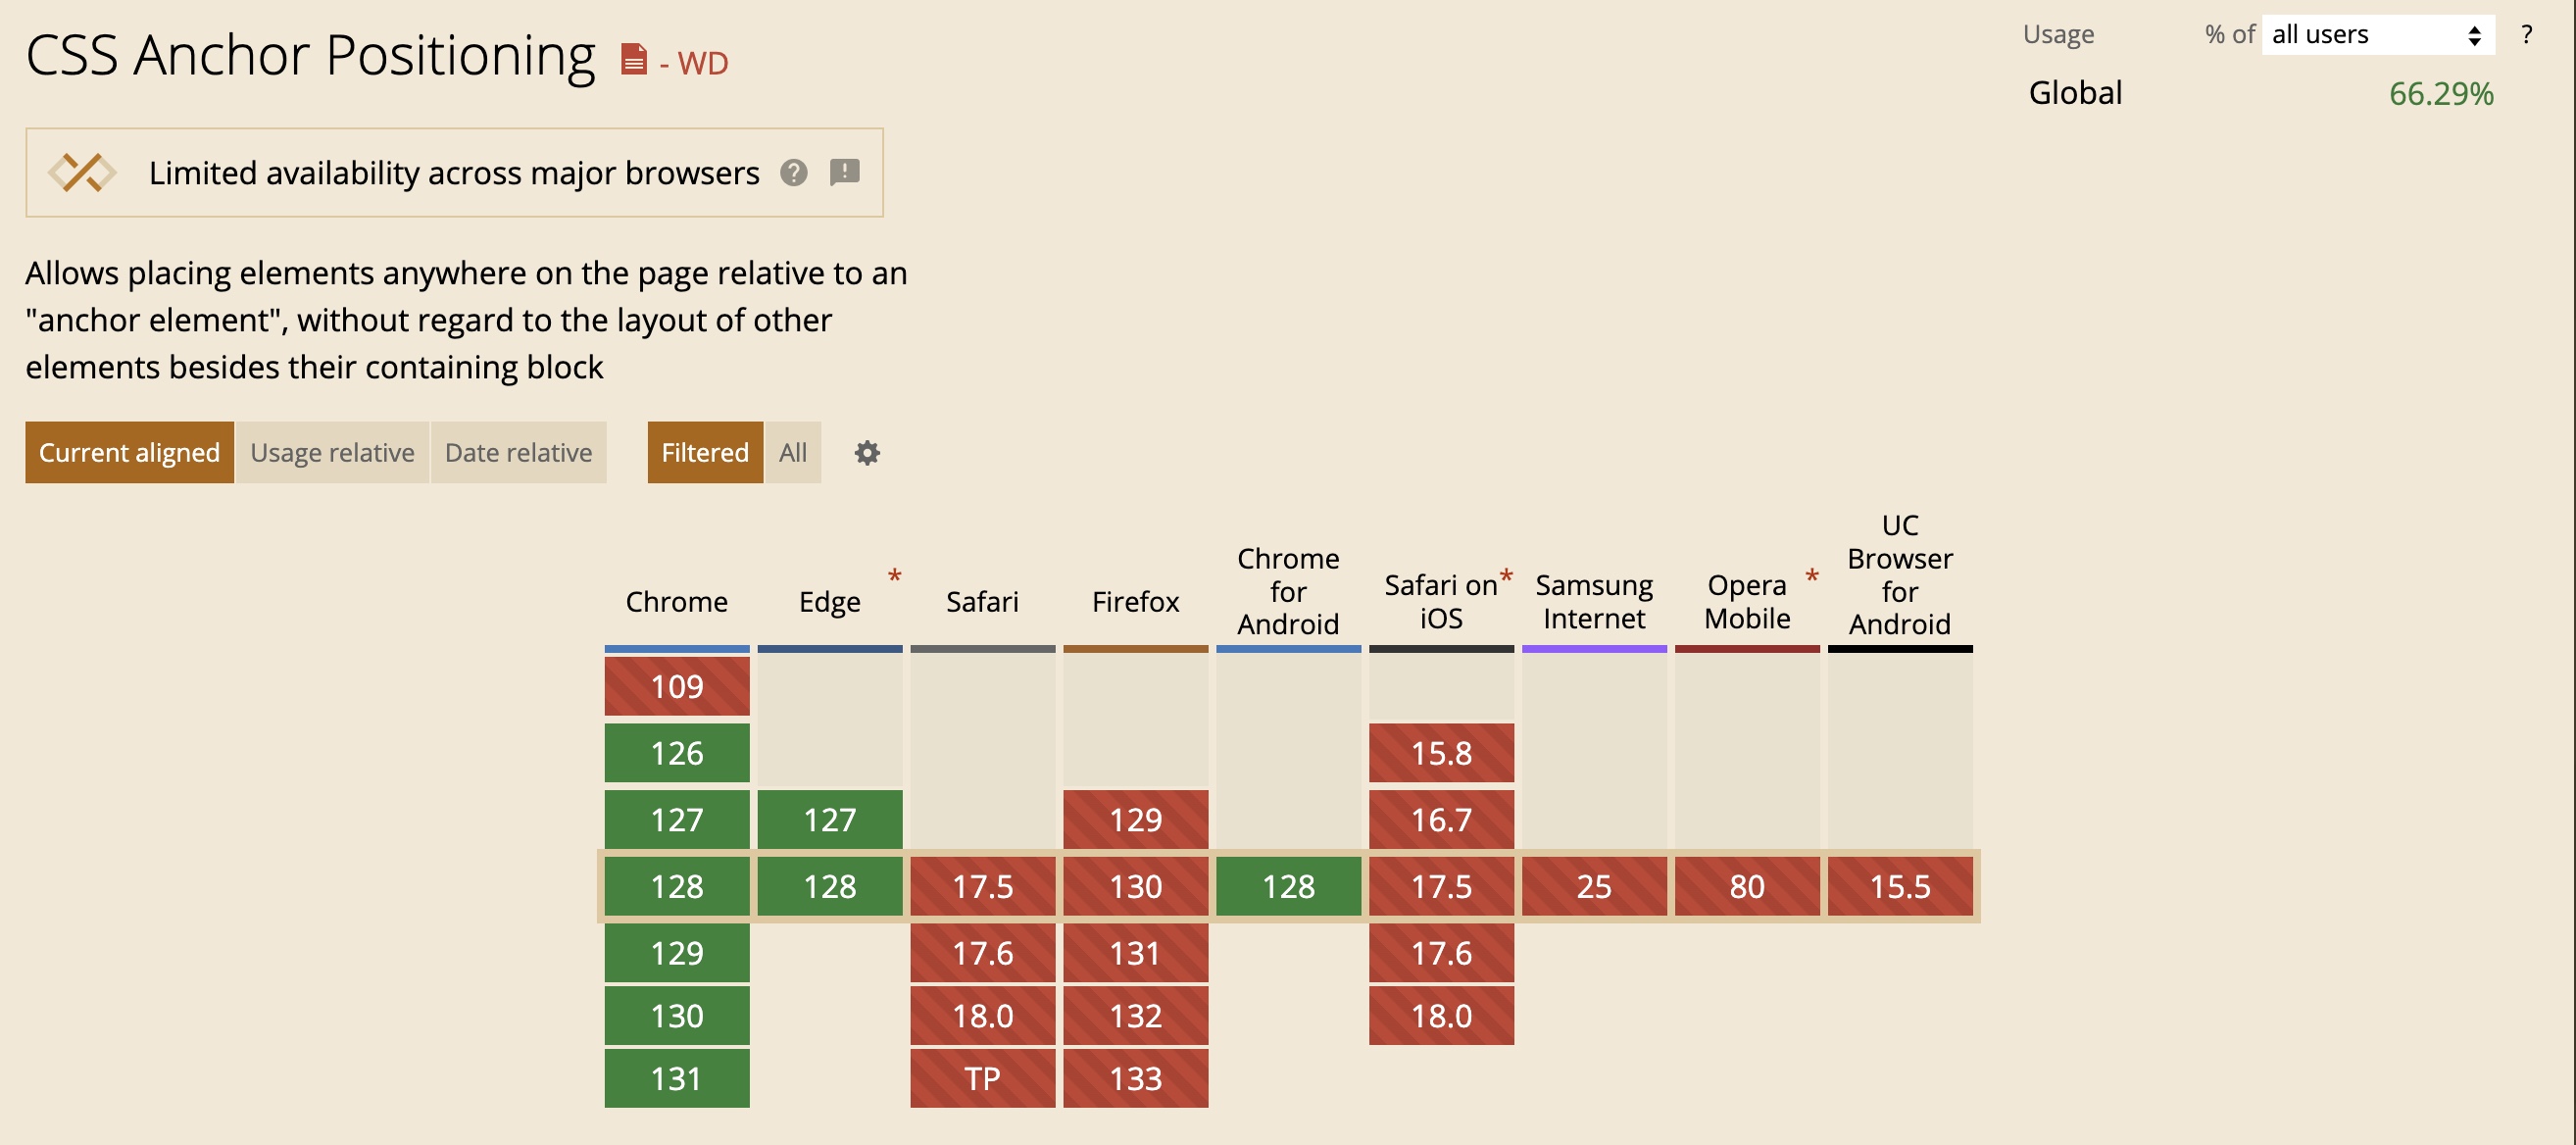 CSS Anchor Positioning - WD
Usage % of all users ?
Global 66.29%
Limited availability across major browsers ? !
Allows placing elements anywhere on the page relative to an
"anchor element", without regard to the layout of other
elements besides their containing block
Current aligned Usage relative Date relative Filtered All
Chrome
Edge *
Safari
Firefox
Chrome
for
Android
Safari on *
iOS
Samsung
Internet
Opera *
Mobile
UC
Browser
for
Android
109
126 15.8
127 127 129 16.7
128 128 17.5 130 128 17.5 25 80 15.5
129 17.6 131 17.6
130 18.0 132 18.0
131 TP 133